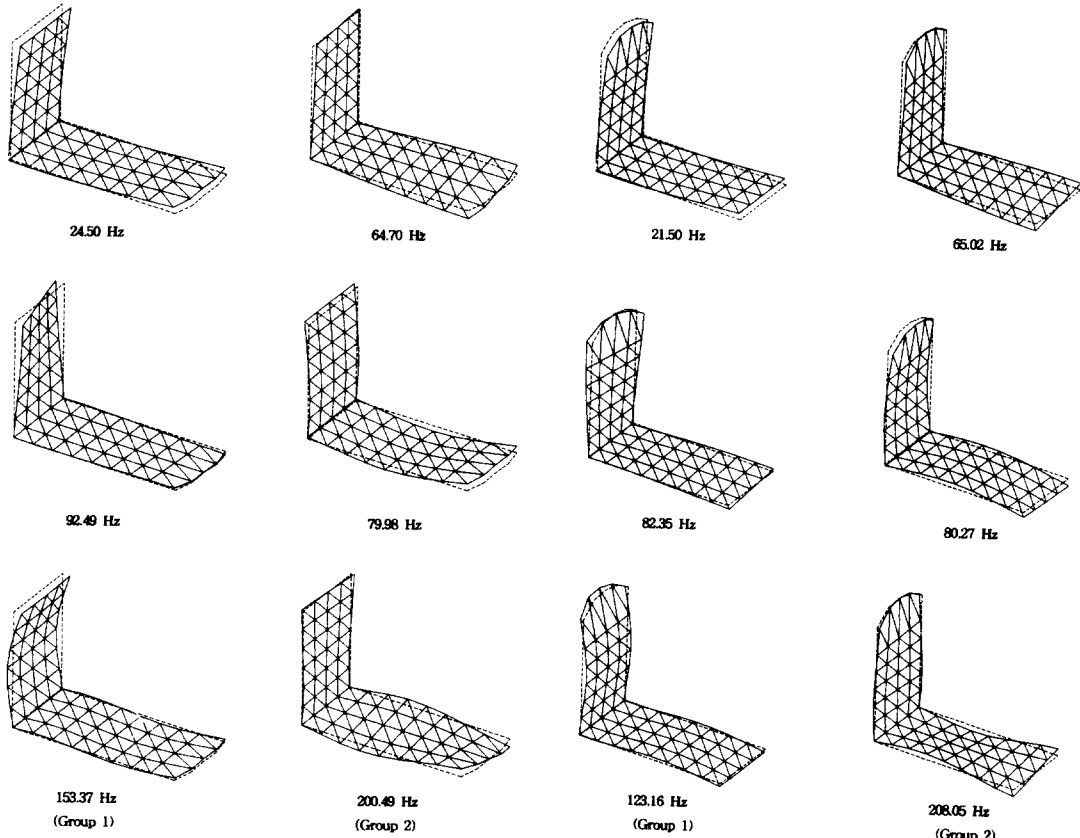 24.50 Hz
64.70 Hz
21.50 Hz
65.02 Hz
92.49 Hz
79.98 Hz
82.35 Hz
80.27 Hz
153.37 Hz
(Group 1)
200.49 Hz
(Group 2)
123.16 Hz
(Group 1)
208.05 Hz
(Group 2)